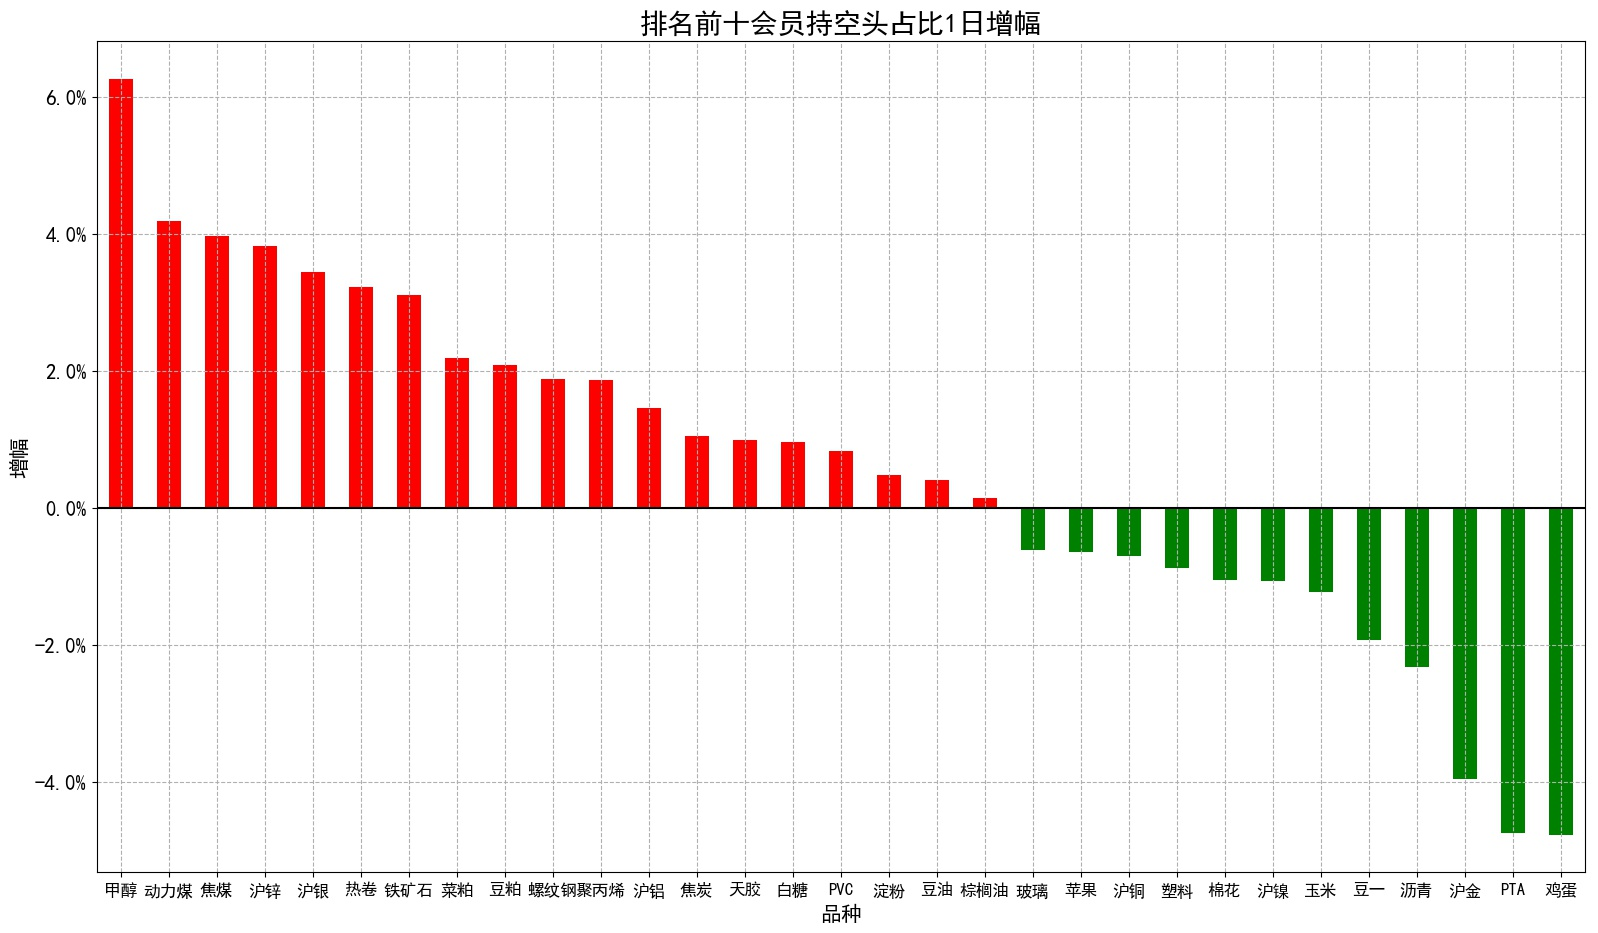 排名前十会员持空头占比1日增幅
增幅
6.0%
4.0%
2.0%
0.0%
-2.0%
-4.0%
甲醇 动力煤 焦煤 沪锌 沪银 热卷 铁矿石 菜粕 豆粕 螺纹钢 聚丙烯 沪铝 焦炭 天胶 白糖 PVC 淀粉 豆油 棕榈油 玻璃 苹果 沪铜 塑料 棉花 沪镍 玉米 豆一 沥青 沪金 PTA 鸡蛋
品种